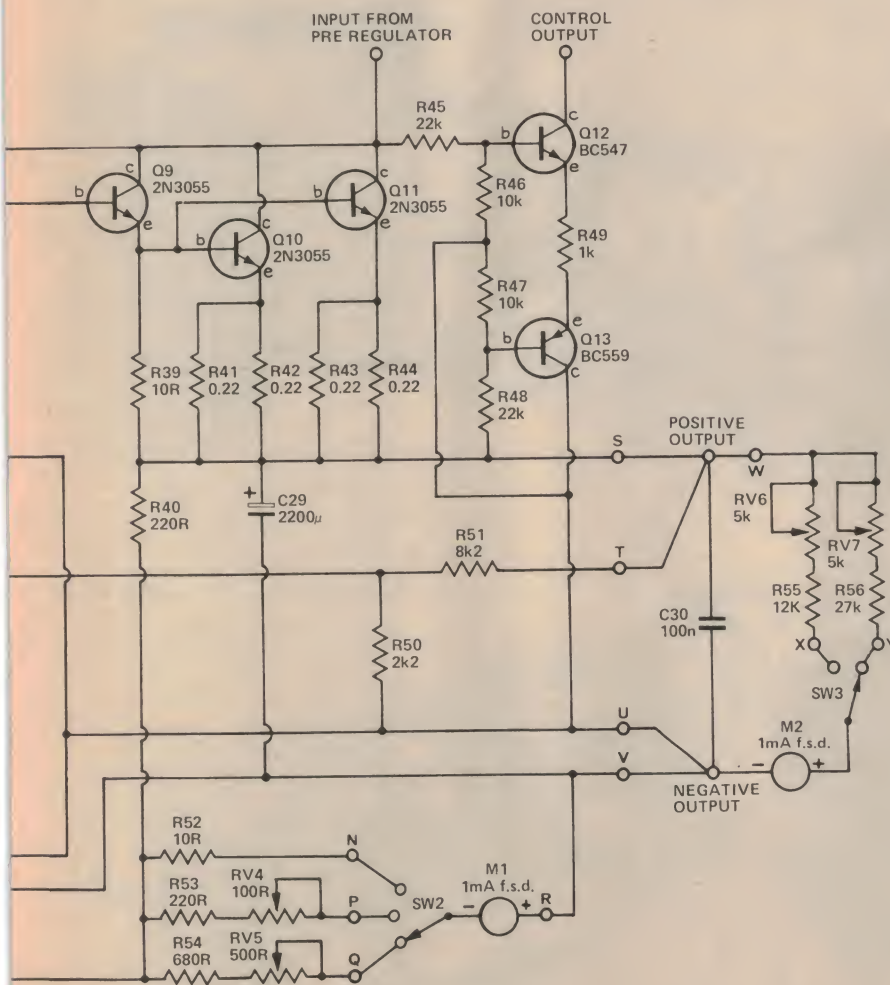 INPUT FROM
PRE REGULATOR
CONTROL
OUTPUT
R45
22k
c
b
Q12
BC547
e
Q9
2N3055
c
b
e
c
b
Q11
2N3055
e
R46
10k
c
b
Q10
2N3055
e
R49
1k
R47
10k
e
b
Q13
BC559
c
R39
10R
R41
0.22
R42
0.22
R43
0.22
R44
0.22
R48
22k
S
POSITIVE
OUTPUT
W
R40
220R
+
C29
2200µ
RV6
5k
RV7
5k
R51
8k2
T
R55
12K
R56
27k
C30
100n
R50
2k2
X
Y
SW3
U
M2
1mA f.s.d.
V
-
+
NEGATIVE
OUTPUT
R52
10R
N
R53
220R
RV4
100R
P
SW2
M1
1mA f.s.d.
-
+
R
R54
680R
RV5
500R
Q